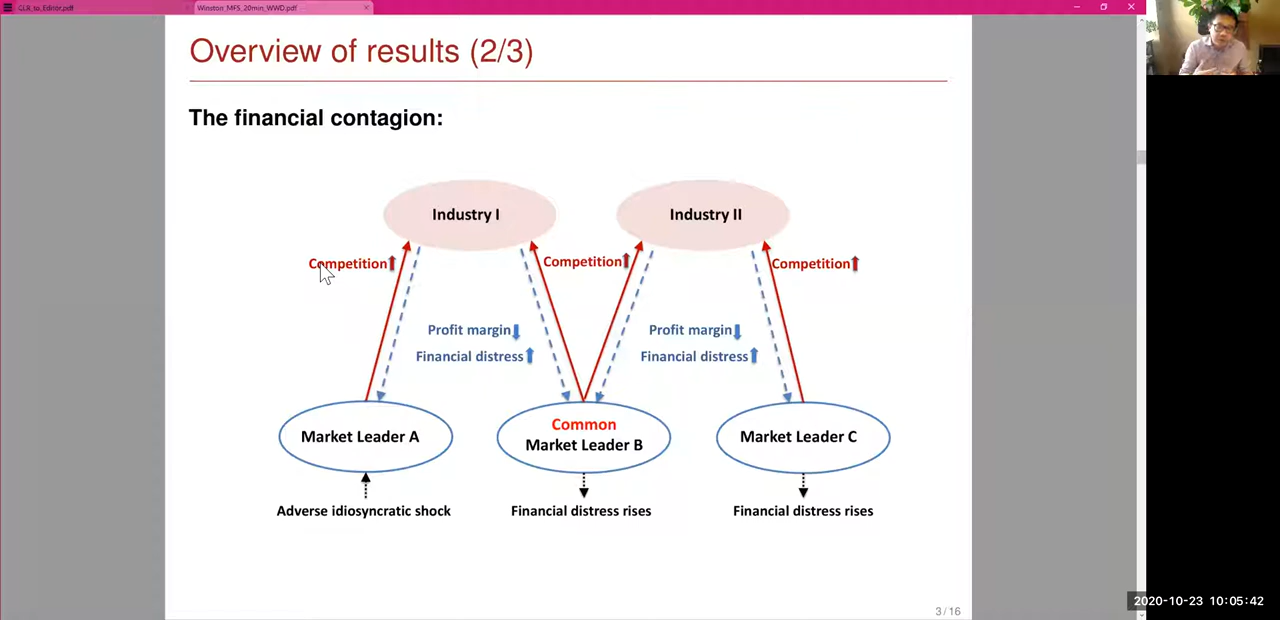 CLR_to_Editor.pdf
Winston_MFS_20min_WWD.pdf
Overview of results (2/3)
The financial contagion:
Industry I
Industry II
Competition
Competition
Competition
Profit margin
Financial distress
Profit margin
Financial distress
Market Leader A
Common
Market Leader B
Market Leader C
Adverse idiosyncratic shock
Financial distress rises
Financial distress rises
3/16
2020-10-23 10:05:42